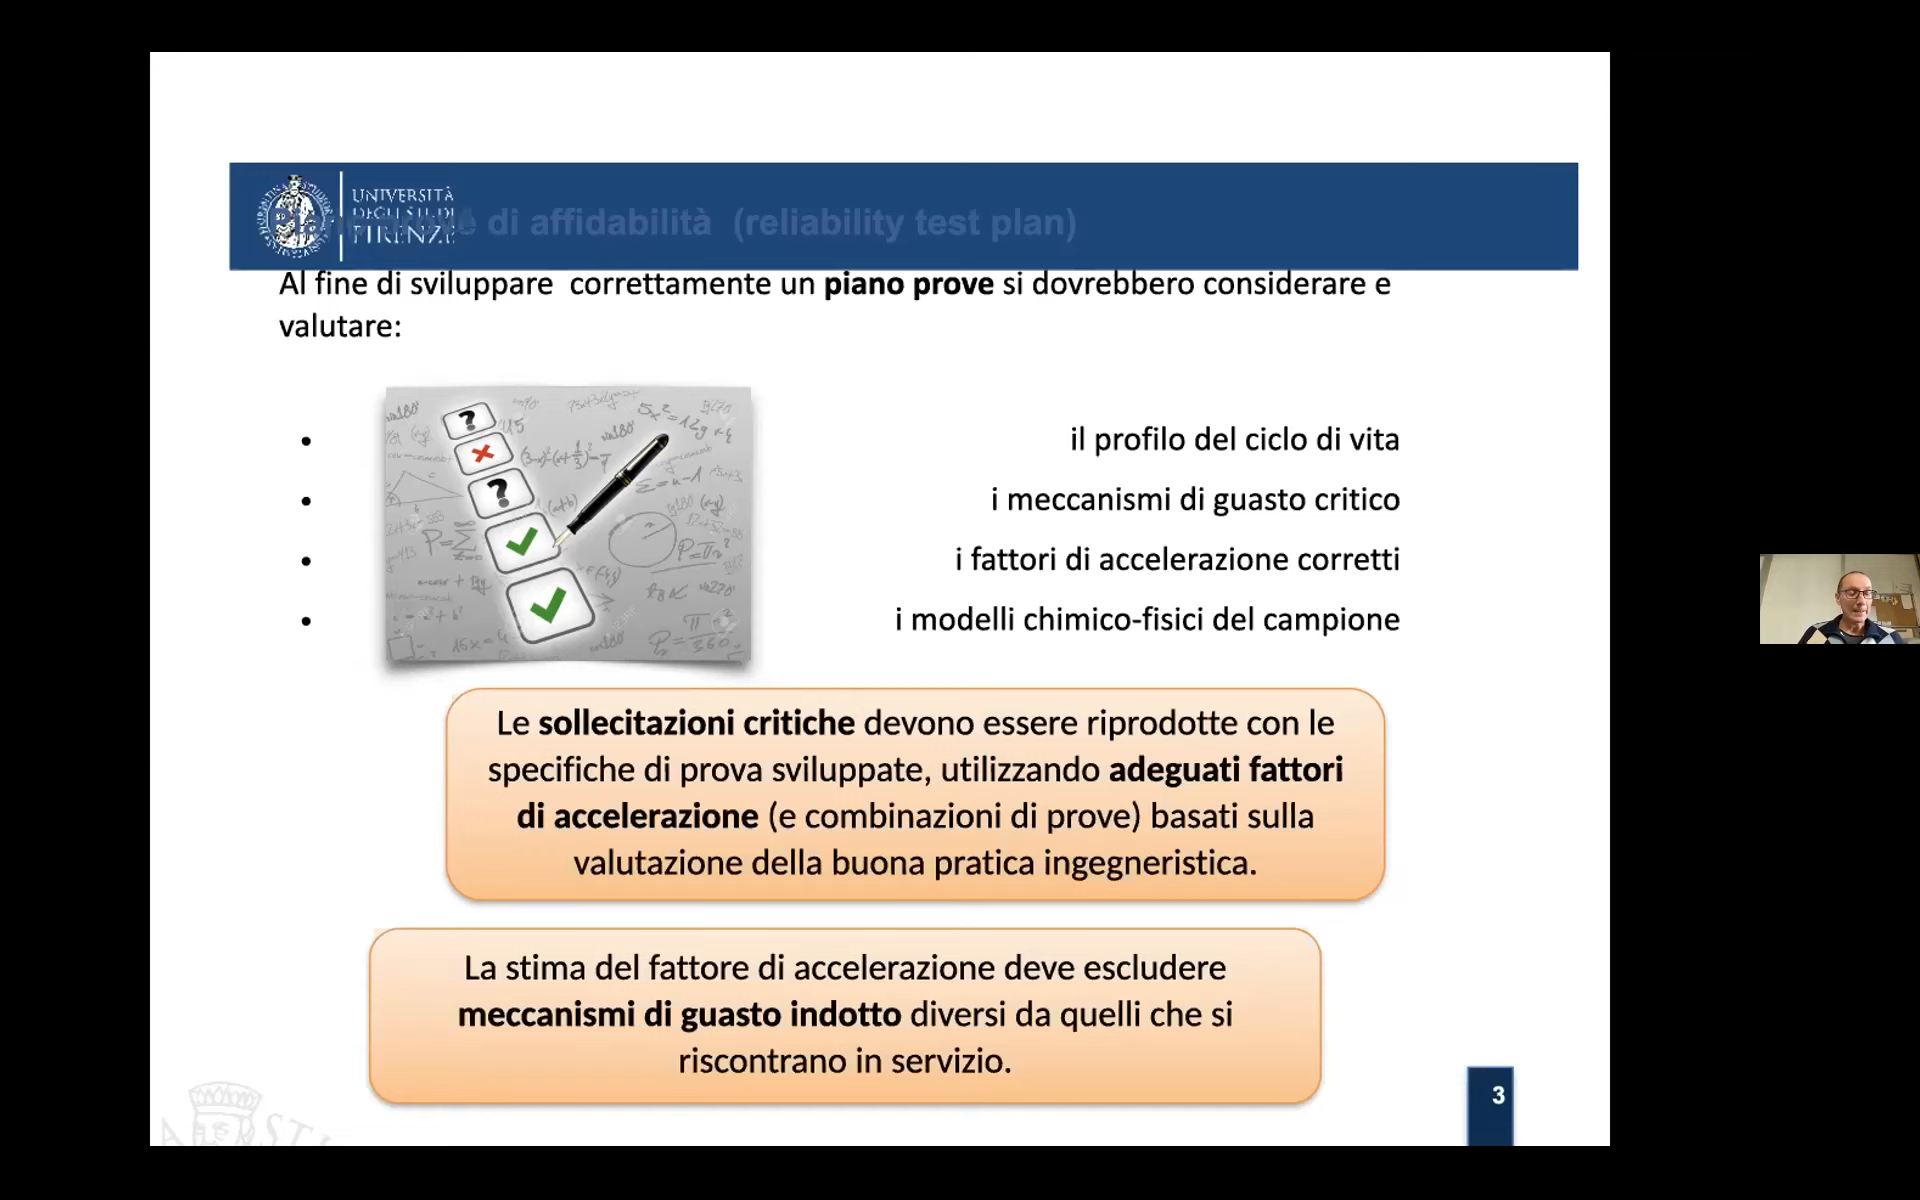 UNIVERSITÀ
DEGLI STUDI
FIRENZE
di affidabilità (reliability test plan)
Al fine di sviluppare correttamente un piano prove si dovrebbero considerare e
valutare:
• il profilo del ciclo di vita
• i meccanismi di guasto critico
• i fattori di accelerazione corretti
• i modelli chimico-fisici del campione
Le sollecitazioni critiche devono essere riprodotte con le
specifiche di prova sviluppate, utilizzando adeguati fattori
di accelerazione (e combinazioni di prove) basati sulla
valutazione della buona pratica ingegneristica.
La stima del fattore di accelerazione deve escludere
meccanismi di guasto indotto diversi da quelli che si
riscontrano in servizio.
3